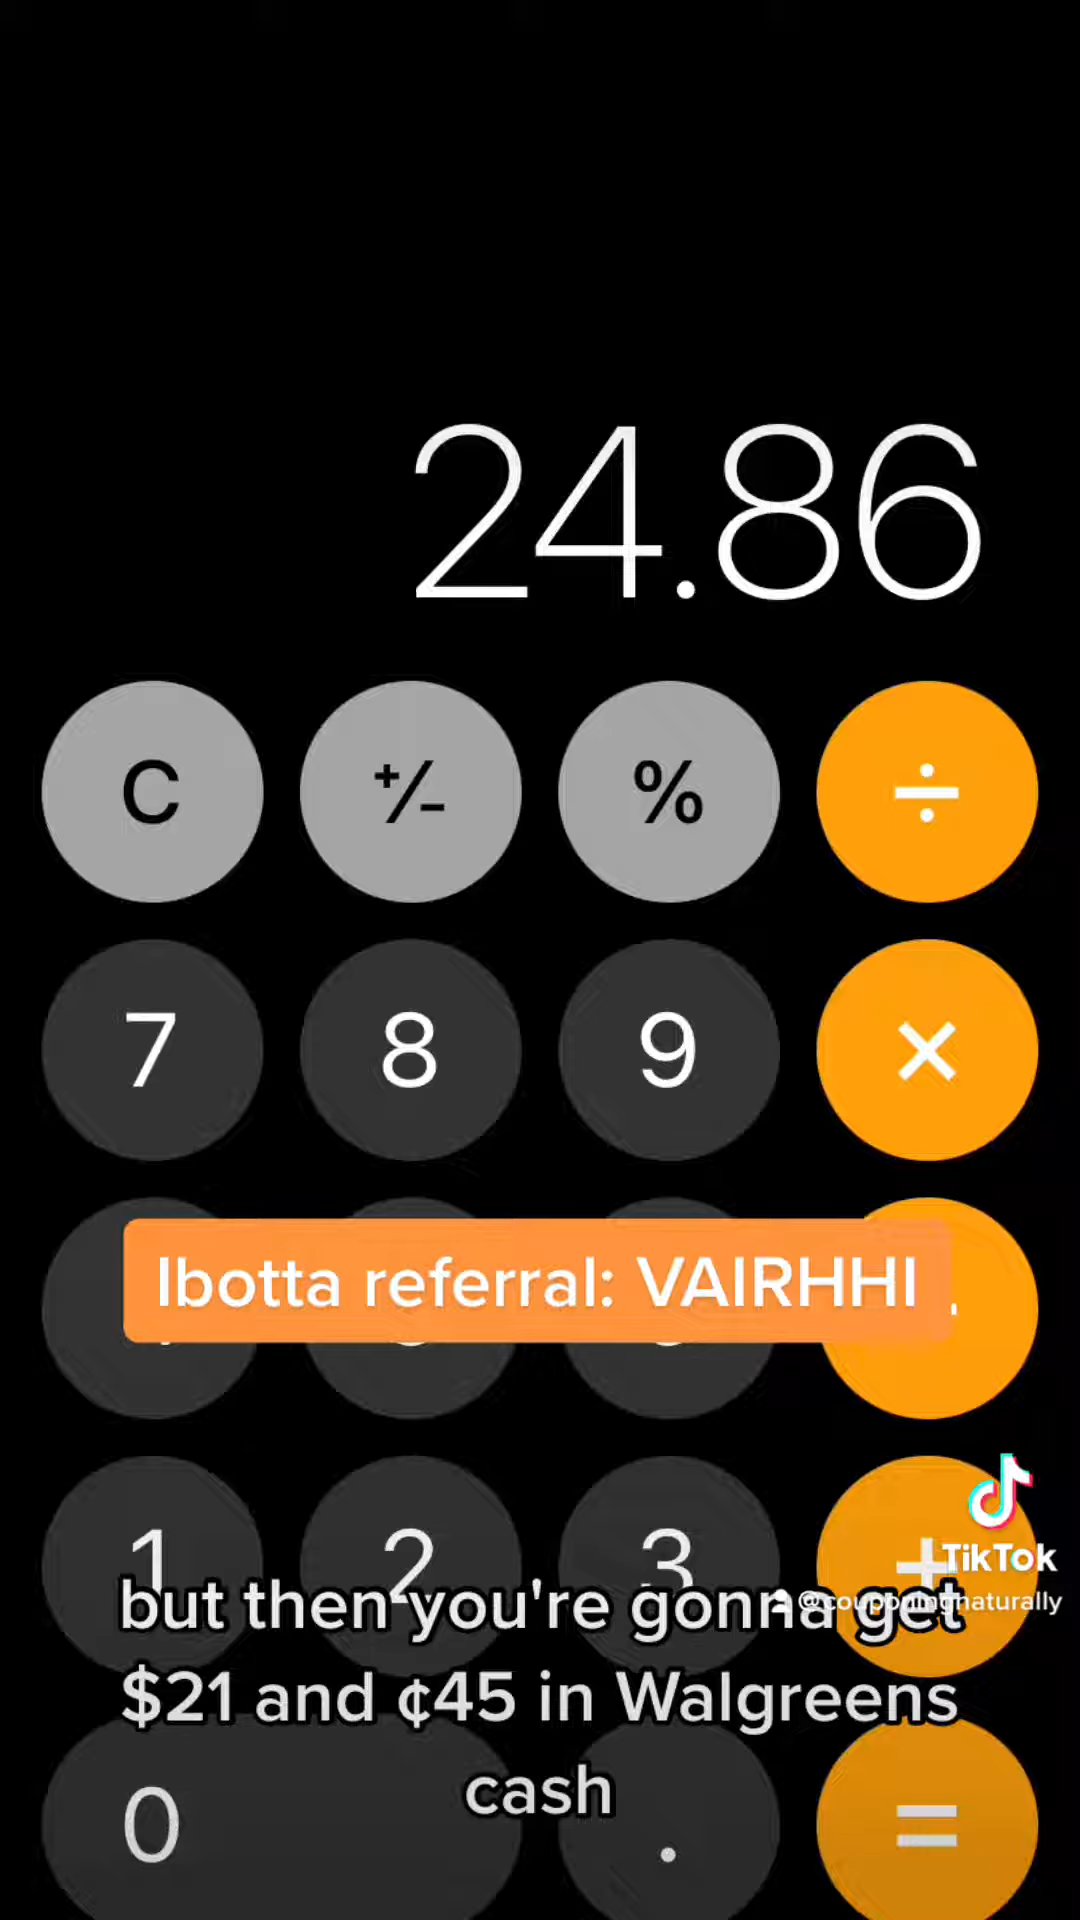 24.86
C +/- % ÷
7 8 9 ×
Ibotta referral: VAIRHHI
1 2 3 +
TikTok
@couponingnaturally
but then you're gonna get
$21 and ¢45 in Walgreens
cash
0 . =